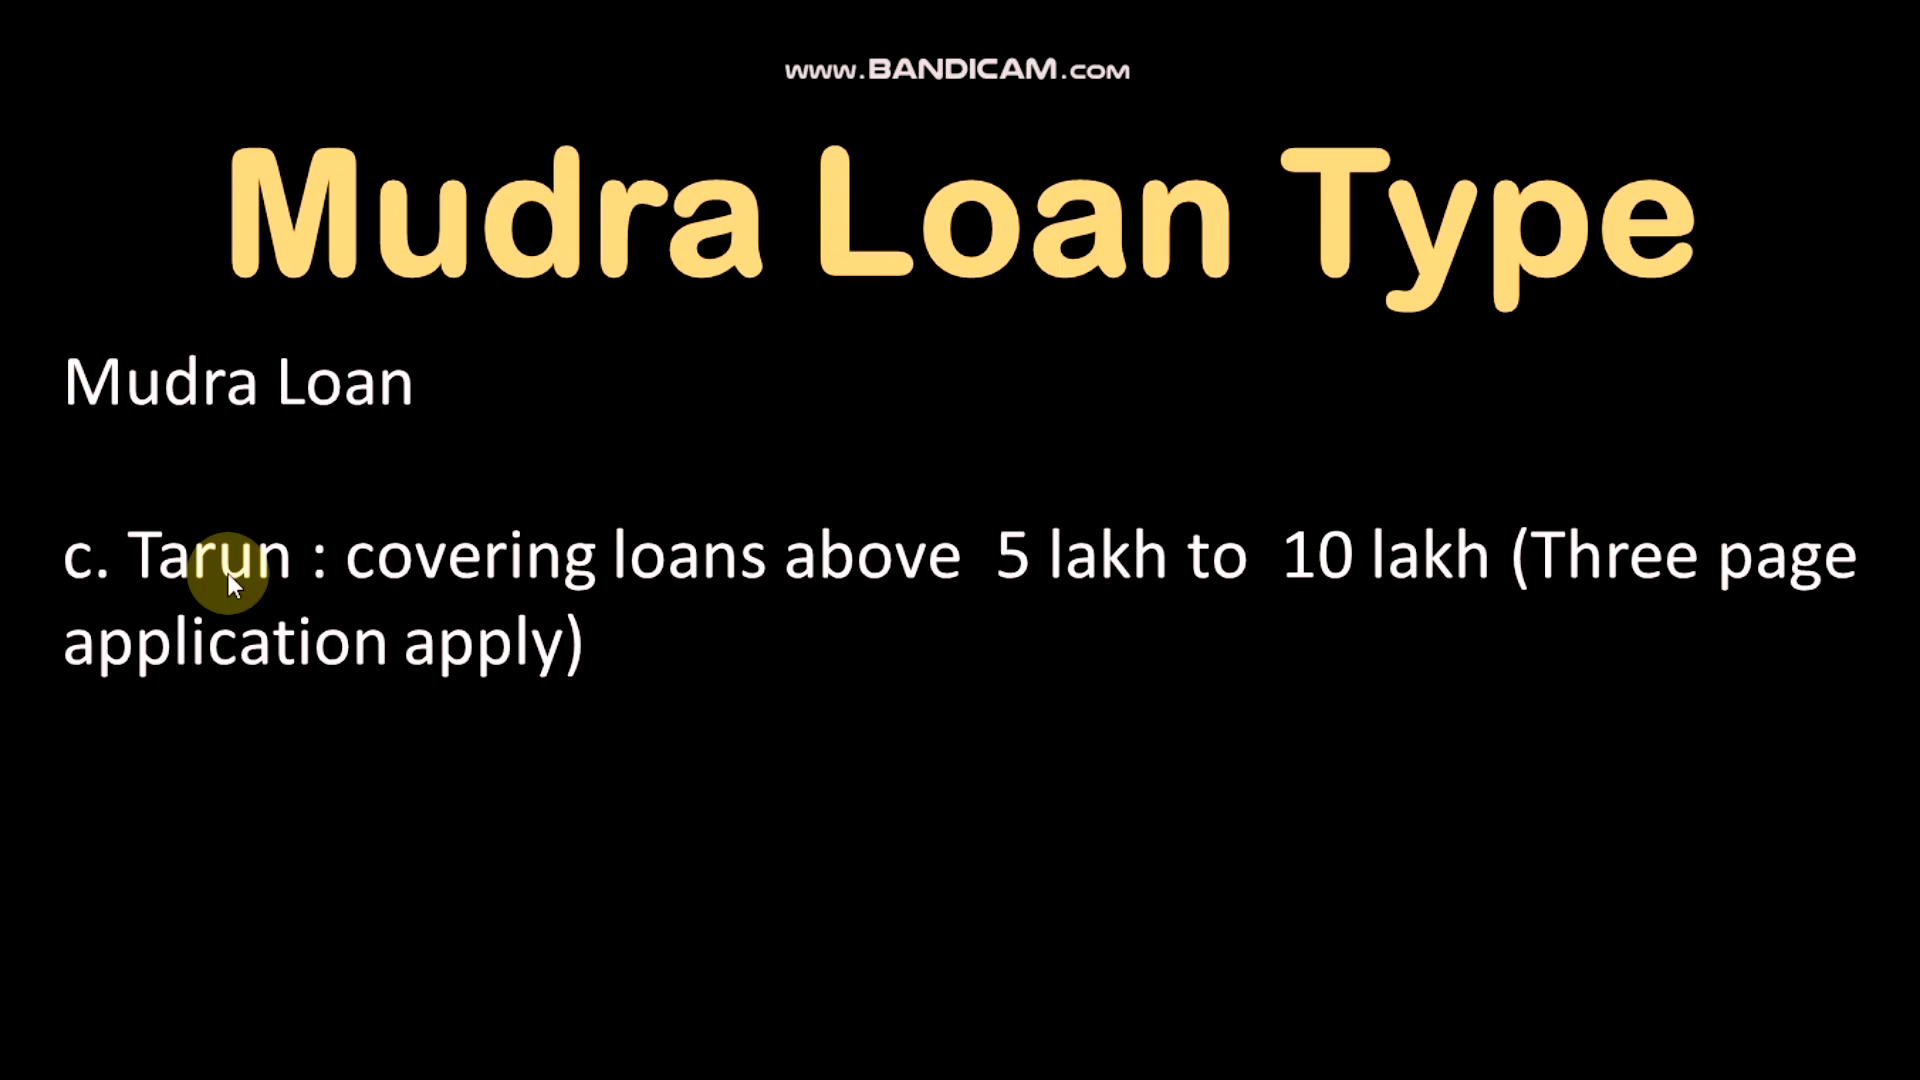 www.BANDICAM.com
Mudra Loan Type
Mudra Loan
c. Tarun : covering loans above 5 lakh to 10 lakh (Three page
application apply)